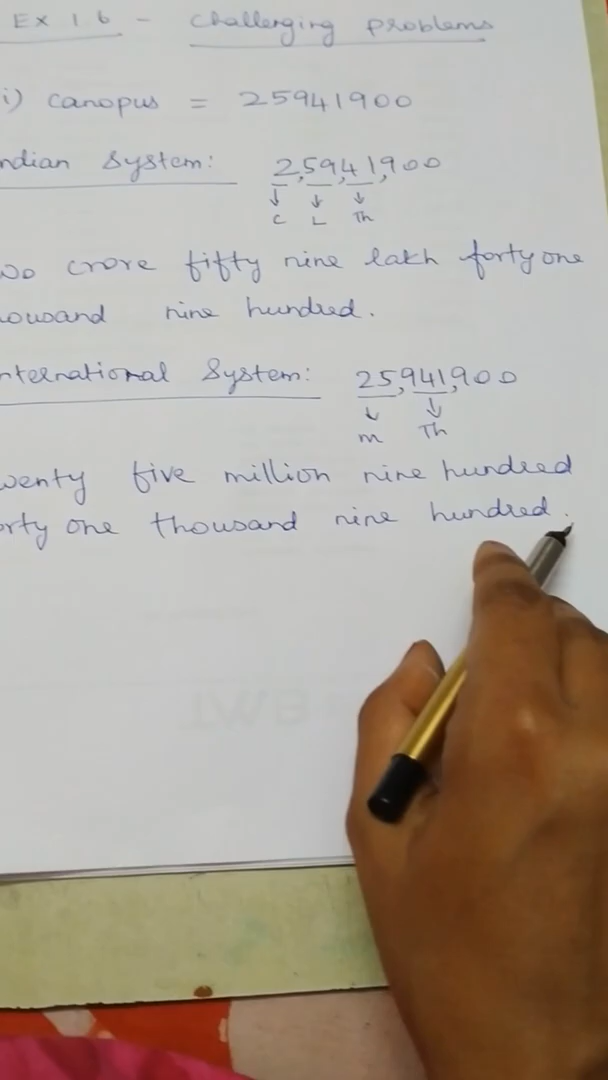 Ex 1.6 - Challenging Problems
i) Canopus = 25941900
ndian System: 2,59,41,900
C L Th
wo crore fifty nine lakh forty one
ousand nine hundred.
nternational System: 25,941,900
m Th
wenty five million nine hundred
orty one thousand nine hundred.